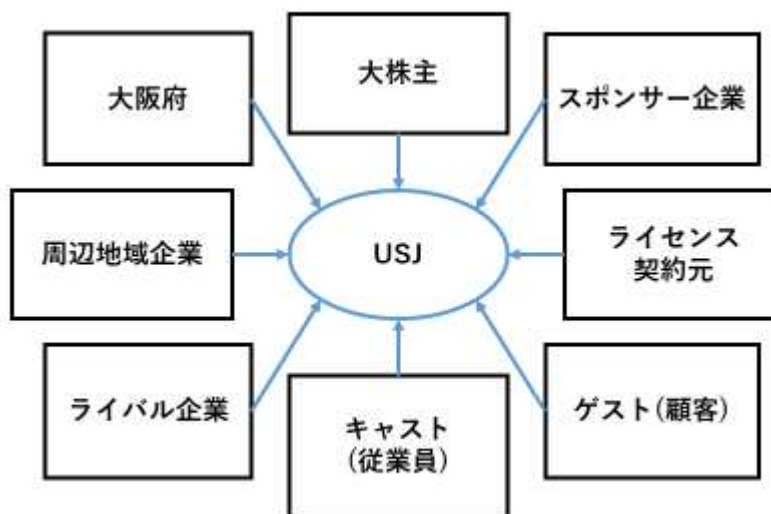 大阪府
大株主
スポンサー企業
周辺地域企業
USJ
ライセンス
契約元
ライバル企業
キャスト
(従業員)
ゲスト(顧客)